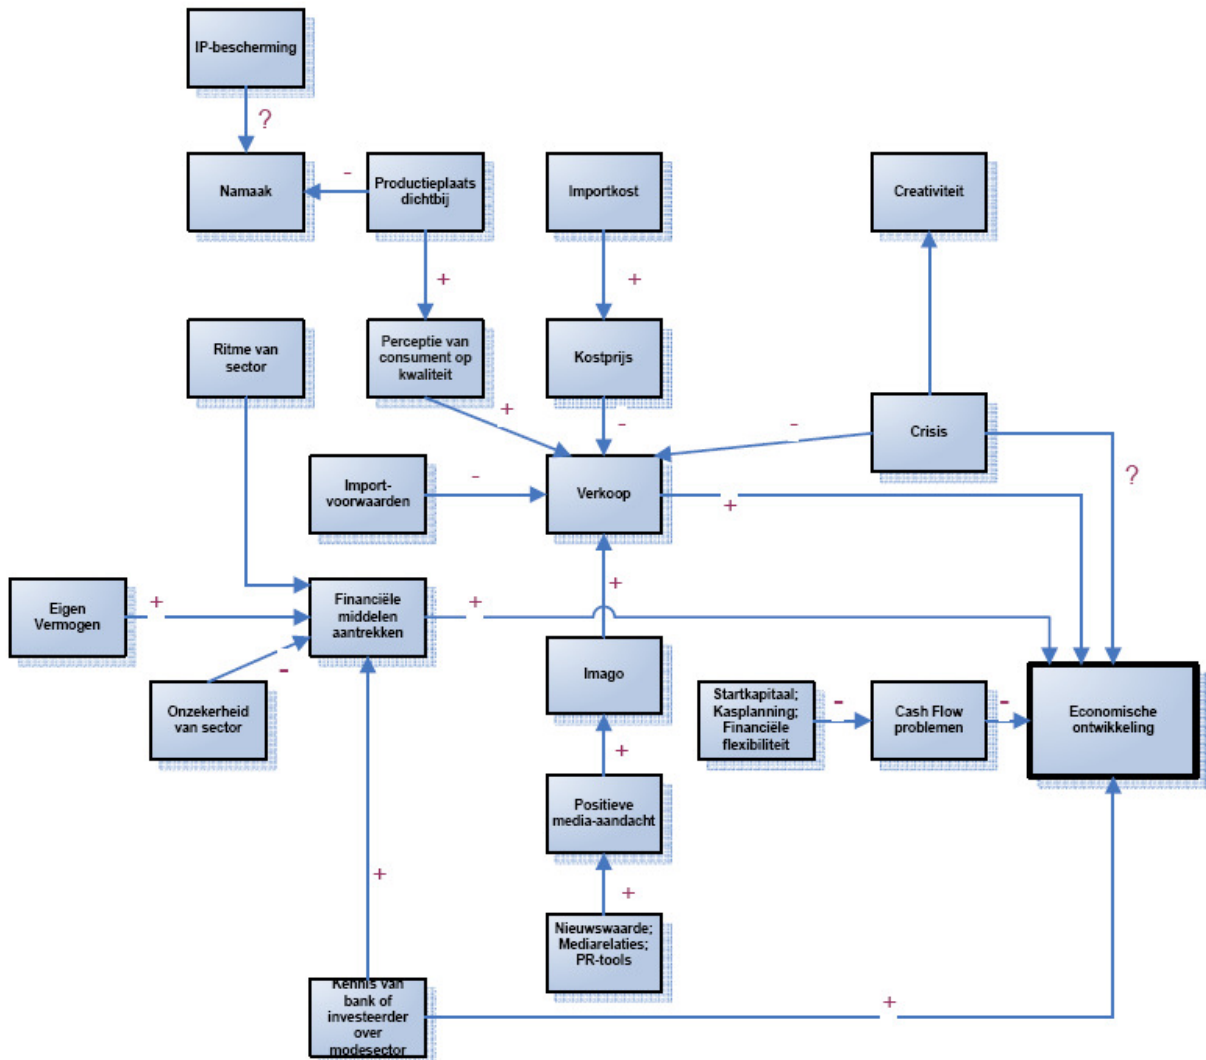 IP-bescherming
?
Namaak
-
Productieplaats
dichtbij
Importkost
Creativiteit
+
+
Ritme van
sector
Perceptie van
consument op
kwaliteit
Kostprijs
+
-
-
Crisis
?
Import-
voorwaarden
-
Verkoop
+
Eigen
Vermogen
+
Financiële
middelen
aantrekken
+
+
-
Onzekerheid
van sector
Imago
Startkapitaal;
Kasplanning;
Financiële
flexibiliteit
-
Cash Flow
problemen
-
Economische
ontwikkeling
+
Positieve
media-aandacht
+
+
Nieuwswaarde;
Mediarelaties;
PR-tools
Kennis van
bank of
investeerder
over
modesector
+